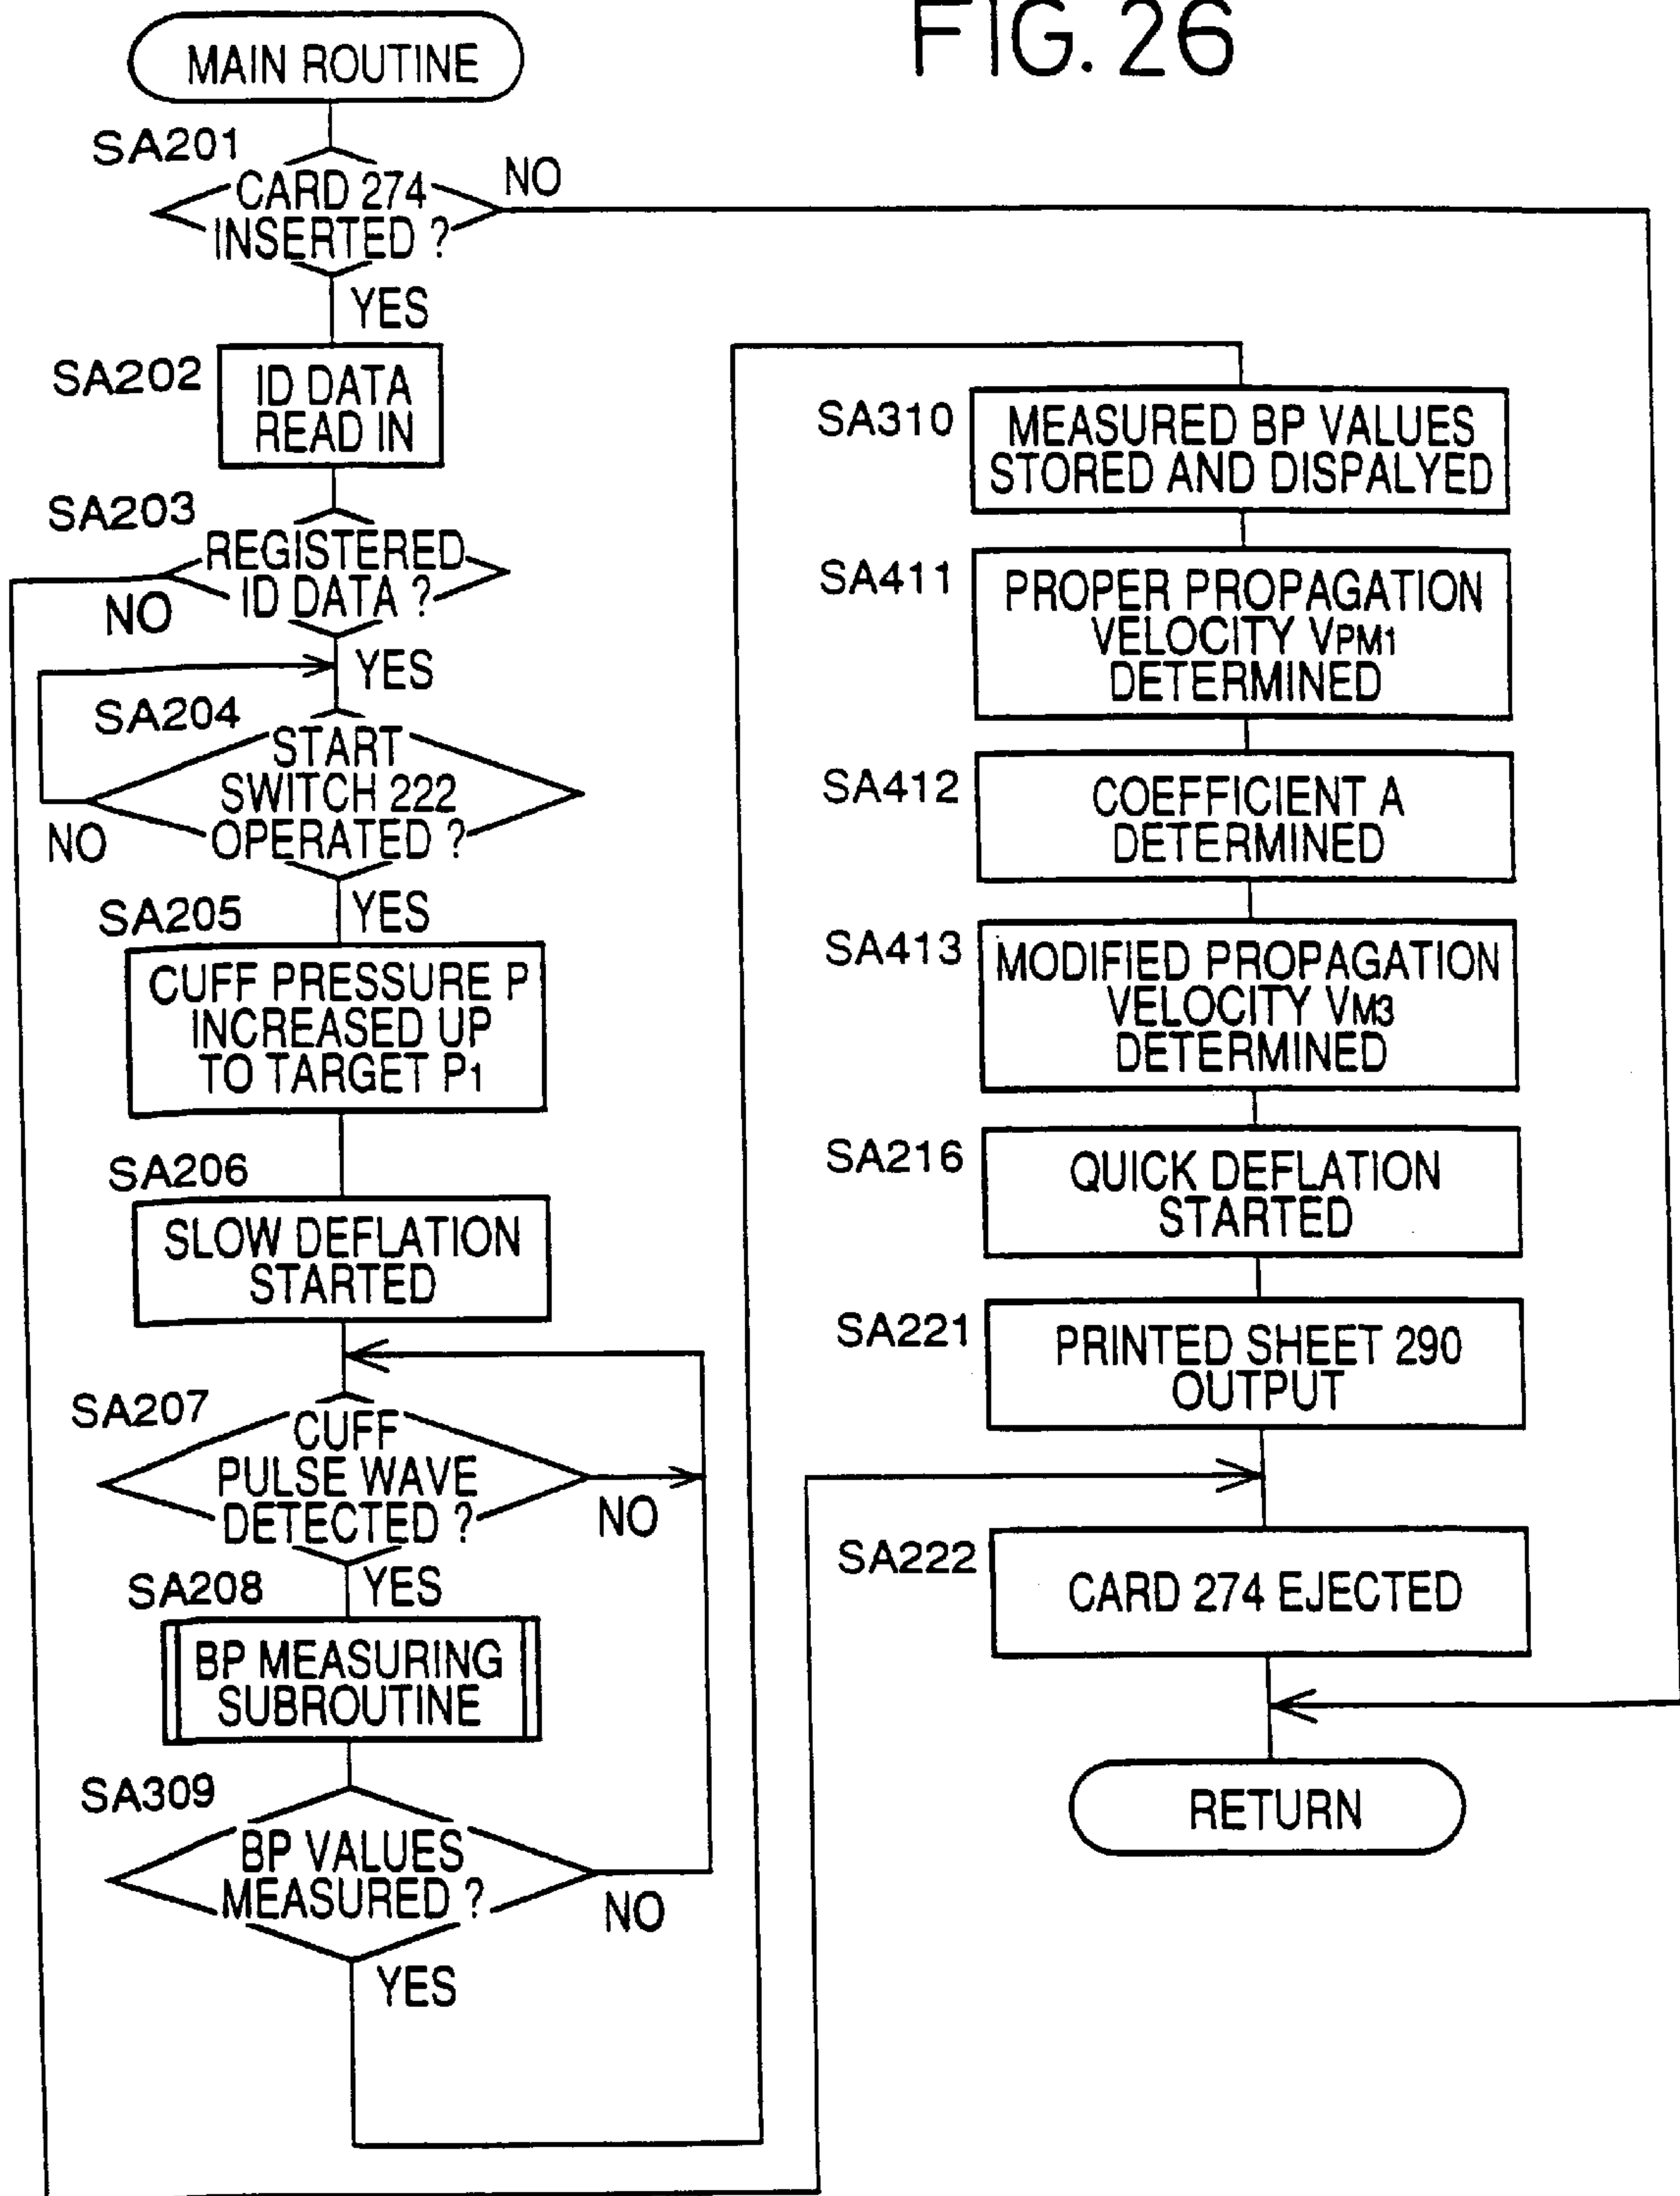 FIG. 26
MAIN ROUTINE
SA201
CARD 274
INSERTED ?
NO
YES
SA202
ID DATA
READ IN
SA203
REGISTERED
ID DATA ?
NO
YES
SA204
START
SWITCH 222
OPERATED ?
NO
YES
SA205
CUFF PRESSURE P
INCREASED UP
TO TARGET P1
SA206
SLOW DEFLATION
STARTED
SA207
CUFF
PULSE WAVE
DETECTED ?
NO
YES
SA208
BP MEASURING
SUBROUTINE
SA309
BP VALUES
MEASURED ?
NO
YES
SA310
MEASURED BP VALUES
STORED AND DISPALYED
SA411
PROPER PROPAGATION
VELOCITY VPM1
DETERMINED
SA412
COEFFICIENT A
DETERMINED
SA413
MODIFIED PROPAGATION
VELOCITY VM3
DETERMINED
SA216
QUICK DEFLATION
STARTED
SA221
PRINTED SHEET 290
OUTPUT
SA222
CARD 274 EJECTED
RETURN